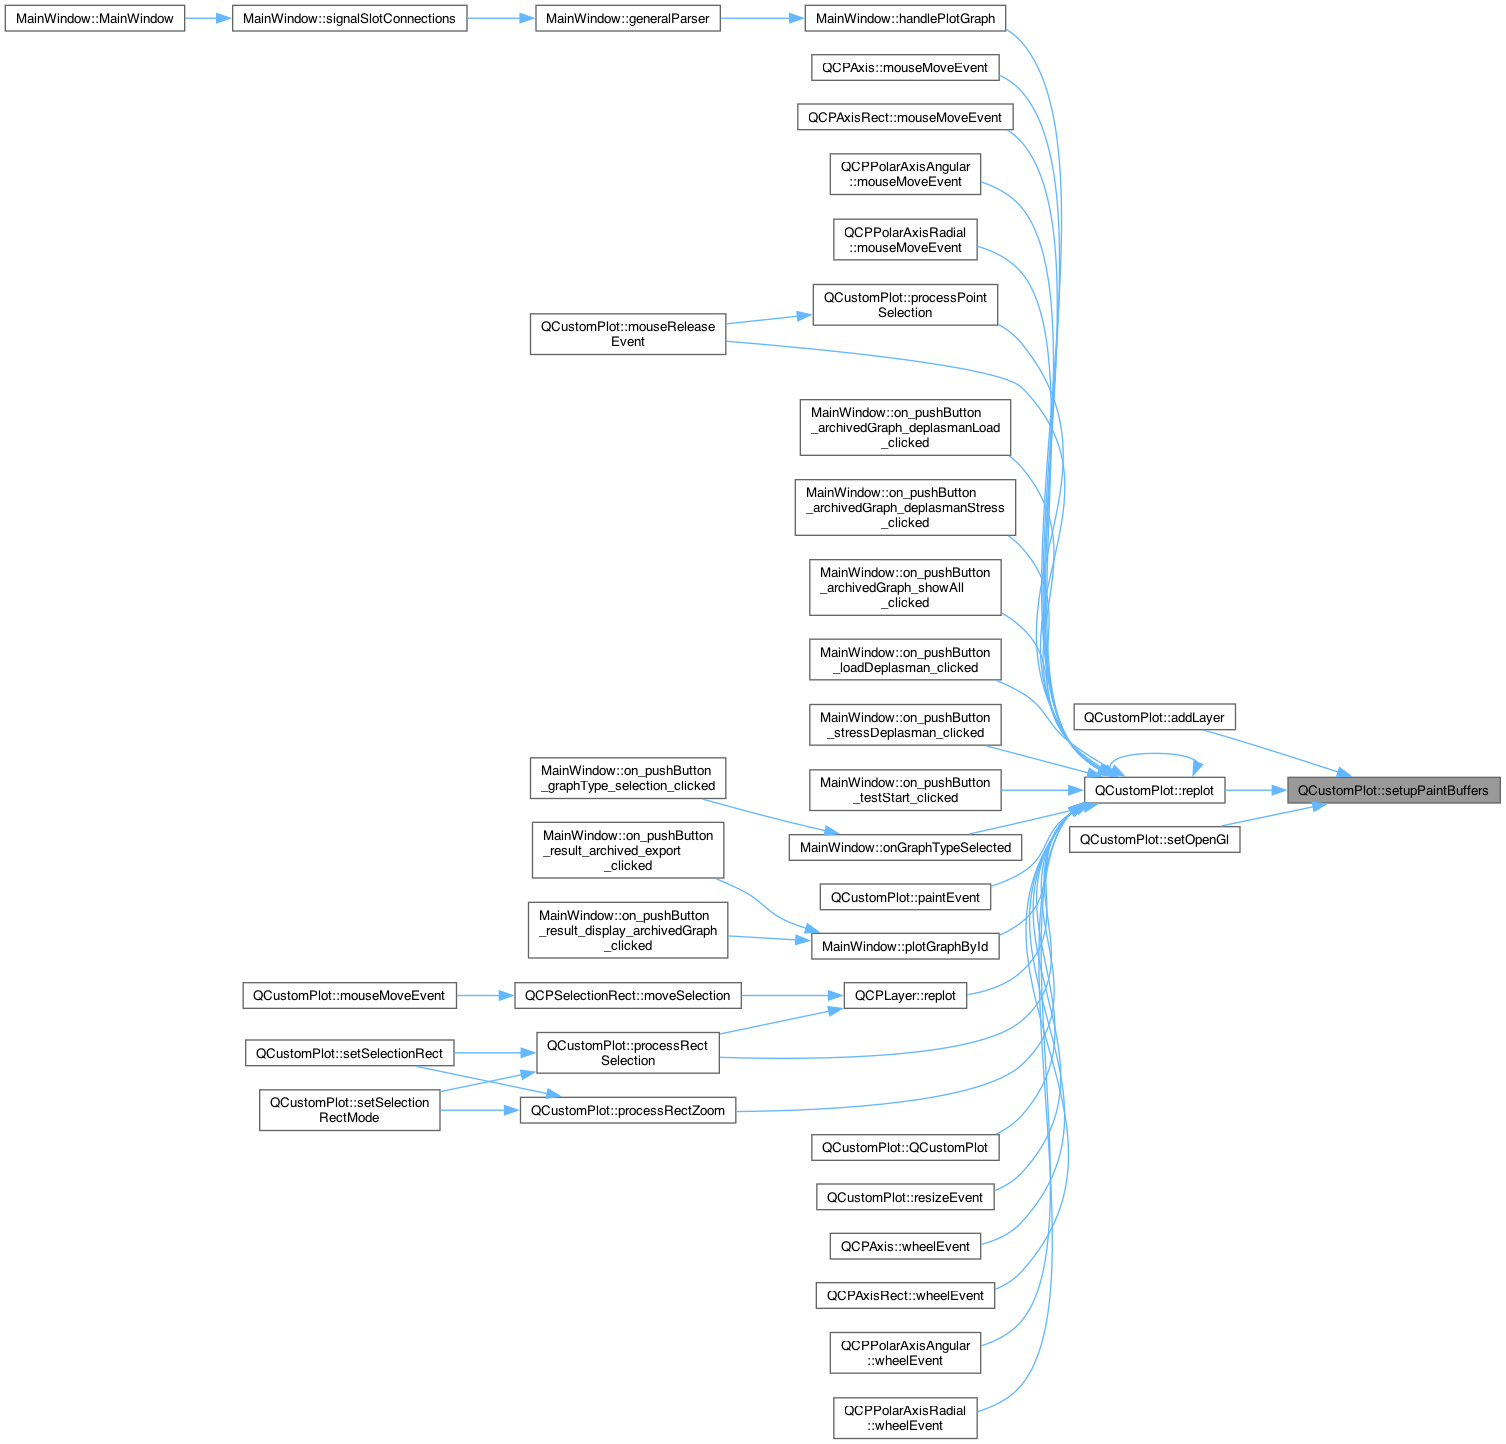 MainWindow::MainWindow
MainWindow::signalSlotConnections
MainWindow::generalParser
MainWindow::handlePlotGraph
QCPAxis::mouseMoveEvent
QCPAxisRect::mouseMoveEvent
QCPPolarAxisAngular
::mouseMoveEvent
QCPPolarAxisRadial
::mouseMoveEvent
QCustomPlot::processPoint
Selection
QCustomPlot::mouseRelease
Event
MainWindow::on_pushButton
_archivedGraph_deplasmanLoad
_clicked
MainWindow::on_pushButton
_archivedGraph_deplasmanStress
_clicked
MainWindow::on_pushButton
_archivedGraph_showAll
_clicked
MainWindow::on_pushButton
_loadDeplasman_clicked
MainWindow::on_pushButton
_stressDeplasman_clicked
QCustomPlot::addLayer
MainWindow::on_pushButton
_graphType_selection_clicked
MainWindow::on_pushButton
_testStart_clicked
QCustomPlot::replot
QCustomPlot::setupPaintBuffers
MainWindow::on_pushButton
_result_archived_export
_clicked
MainWindow::onGraphTypeSelected
QCustomPlot::setOpenGl
QCustomPlot::paintEvent
MainWindow::on_pushButton
_result_display_archivedGraph
_clicked
MainWindow::plotGraphById
QCustomPlot::mouseMoveEvent
QCPSelectionRect::moveSelection
QCPLayer::replot
QCustomPlot::setSelectionRect
QCustomPlot::processRect
Selection
QCustomPlot::setSelection
RectMode
QCustomPlot::processRectZoom
QCustomPlot::QCustomPlot
QCustomPlot::resizeEvent
QCPAxis::wheelEvent
QCPAxisRect::wheelEvent
QCPPolarAxisAngular
::wheelEvent
QCPPolarAxisRadial
::wheelEvent